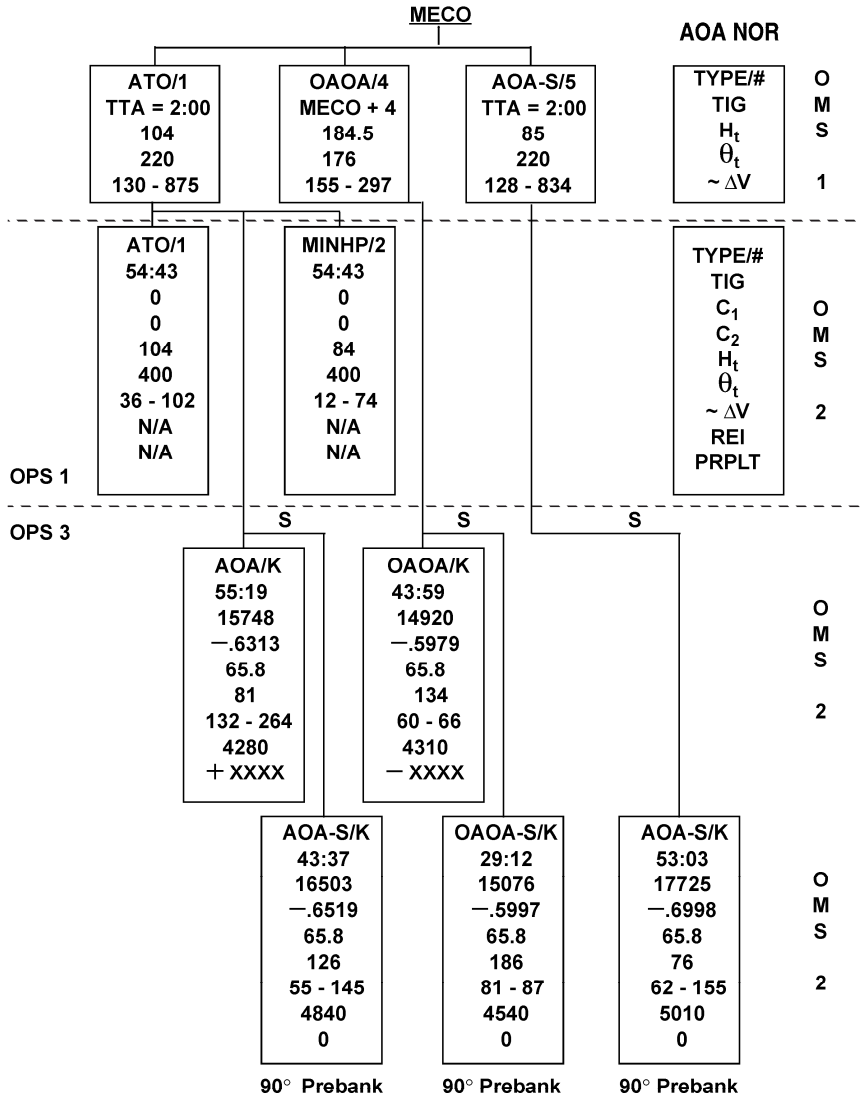 MECO
AOA NOR
ATO/1
TTA = 2:00
104
220
130 - 875
OAOA/4
MECO + 4
184.5
176
155 - 297
AOA-S/5
TTA = 2:00
85
220
128 - 834
TYPE/#
TIG
Hₜ
θₜ
~ ΔV
O
M
S
1
ATO/1
54:43
0
0
104
400
36 - 102
N/A
N/A
MINHP/2
54:43
0
0
84
400
12 - 74
N/A
N/A
TYPE/#
TIG
C₁
C₂
Hₜ
θₜ
~ ΔV
REI
PRPLT
O
M
S
2
OPS 1
OPS 3
S
S
S
AOA/K
55:19
15748
—.6313
65.8
81
132 - 264
4280
+ XXXX
OAOA/K
43:59
14920
—.5979
65.8
134
60 - 66
4310
— XXXX
O
M
S
2
AOA-S/K
43:37
16503
—.6519
65.8
126
55 - 145
4840
0
90° Prebank
OAOA-S/K
29:12
15076
—.5997
65.8
186
81 - 87
4540
0
90° Prebank
AOA-S/K
53:03
17725
—.6998
65.8
76
62 - 155
5010
0
90° Prebank
O
M
S
2